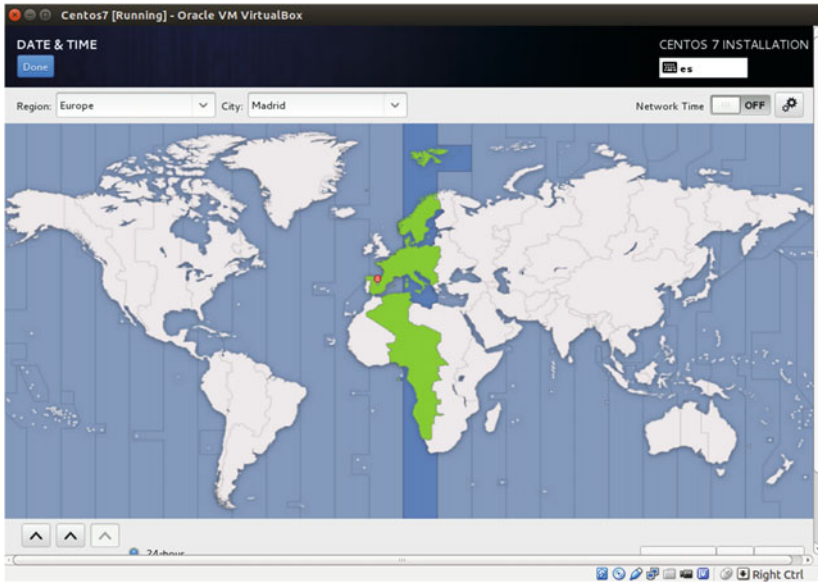 Centos7 [Running] - Oracle VM VirtualBox
DATE & TIME
CENTOS 7 INSTALLATION
Done
es
Region: Europe City: Madrid Network Time OFF
24-hour
Right Ctrl